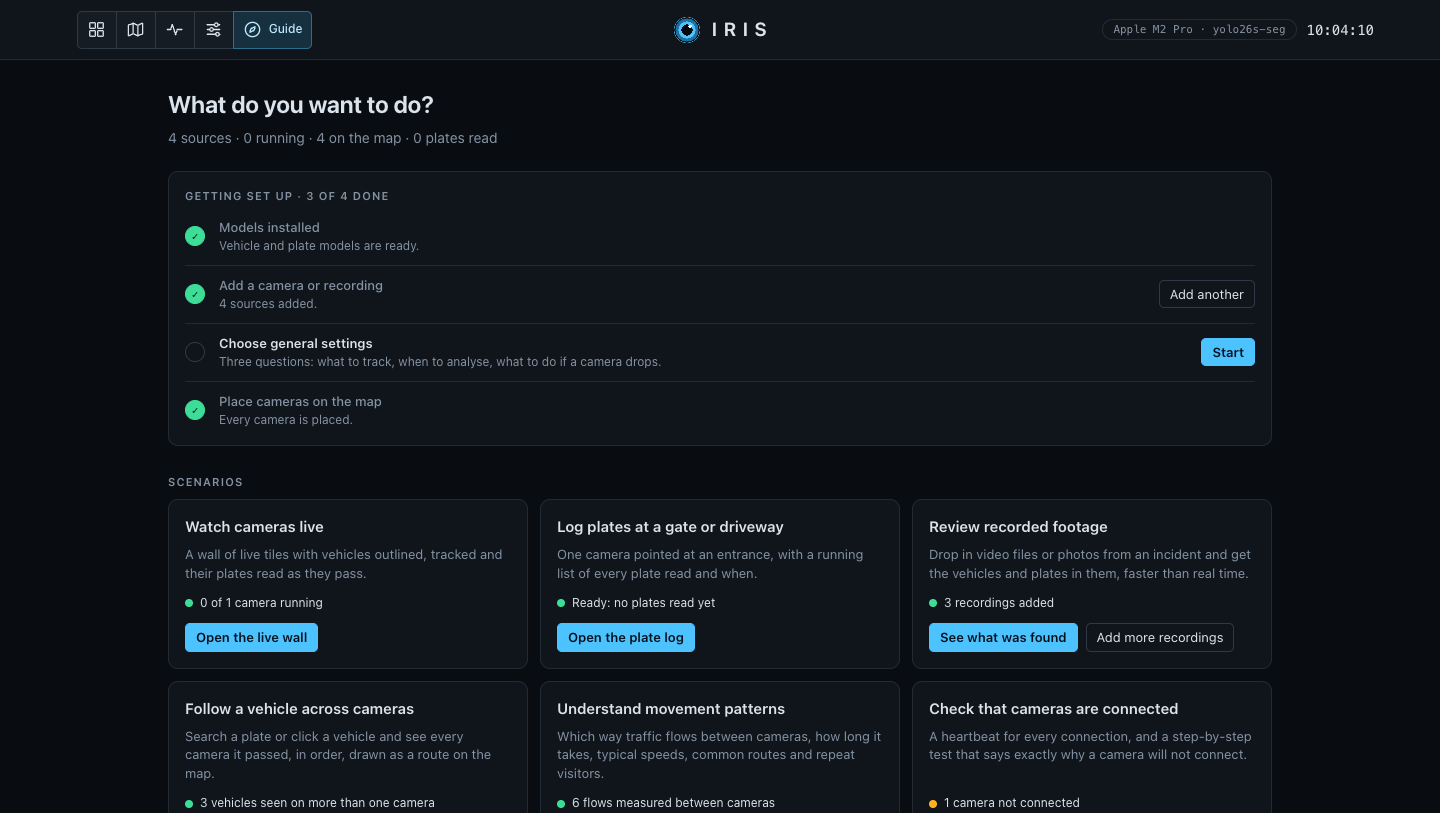 Guide
IRIS
Apple M2 Pro · yolo26s-seg
10:04:10
What do you want to do?
4 sources · 0 running · 4 on the map · 0 plates read
GETTING SET UP · 3 OF 4 DONE
Models installed
Vehicle and plate models are ready.
Add a camera or recording
4 sources added.
Add another
Choose general settings
Three questions: what to track, when to analyse, what to do if a camera drops.
Start
Place cameras on the map
Every camera is placed.
SCENARIOS
Watch cameras live
A wall of live tiles with vehicles outlined, tracked and
their plates read as they pass.
0 of 1 camera running
Open the live wall
Log plates at a gate or driveway
One camera pointed at an entrance, with a running
list of every plate read and when.
Ready: no plates read yet
Open the plate log
Review recorded footage
Drop in video files or photos from an incident and get
the vehicles and plates in them, faster than real time.
3 recordings added
See what was found
Add more recordings
Follow a vehicle across cameras
Search a plate or click a vehicle and see every
camera it passed, in order, drawn as a route on the
map.
3 vehicles seen on more than one camera
Understand movement patterns
Which way traffic flows between cameras, how long it
takes, typical speeds, common routes and repeat
visitors.
6 flows measured between cameras
Check that cameras are connected
A heartbeat for every connection, and a step-by-step
test that says exactly why a camera will not connect.
1 camera not connected